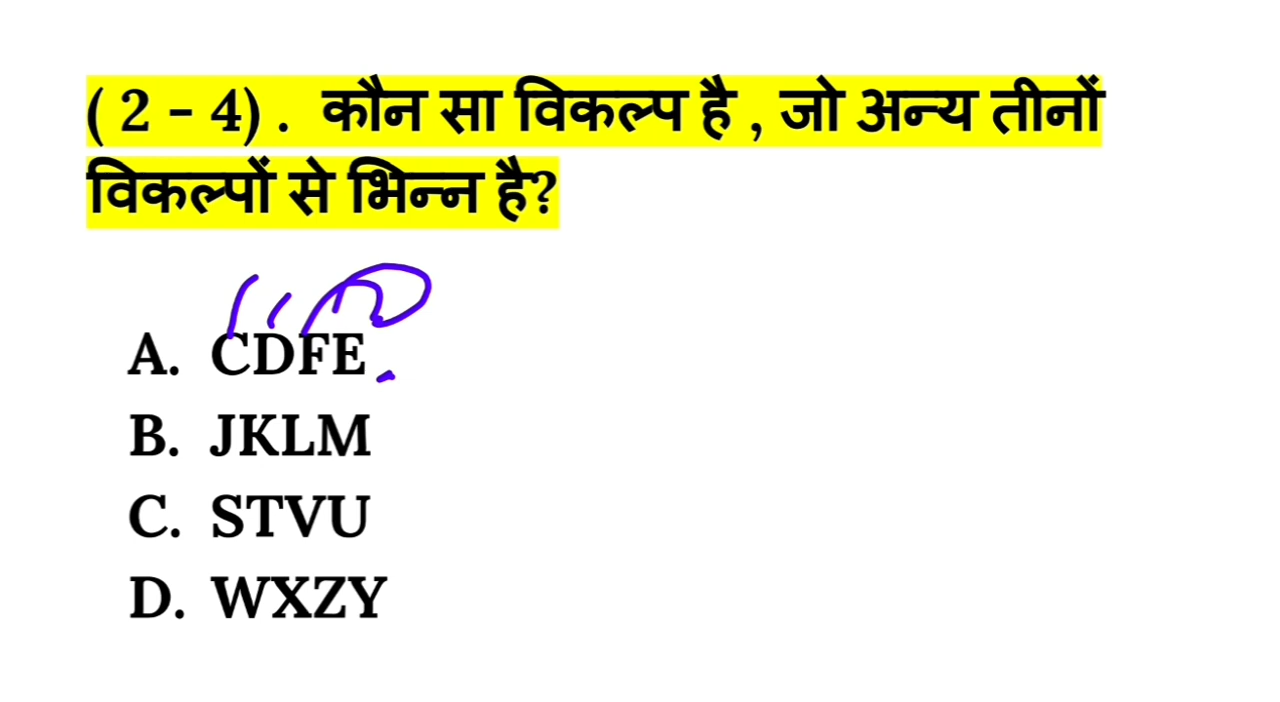 ( 2 - 4) .  कौन सा विकल्प है , जो अन्य तीनों
विकल्पों से भिन्न है?
A. CDFE
B. JKLM
C. STVU
D. WXZY